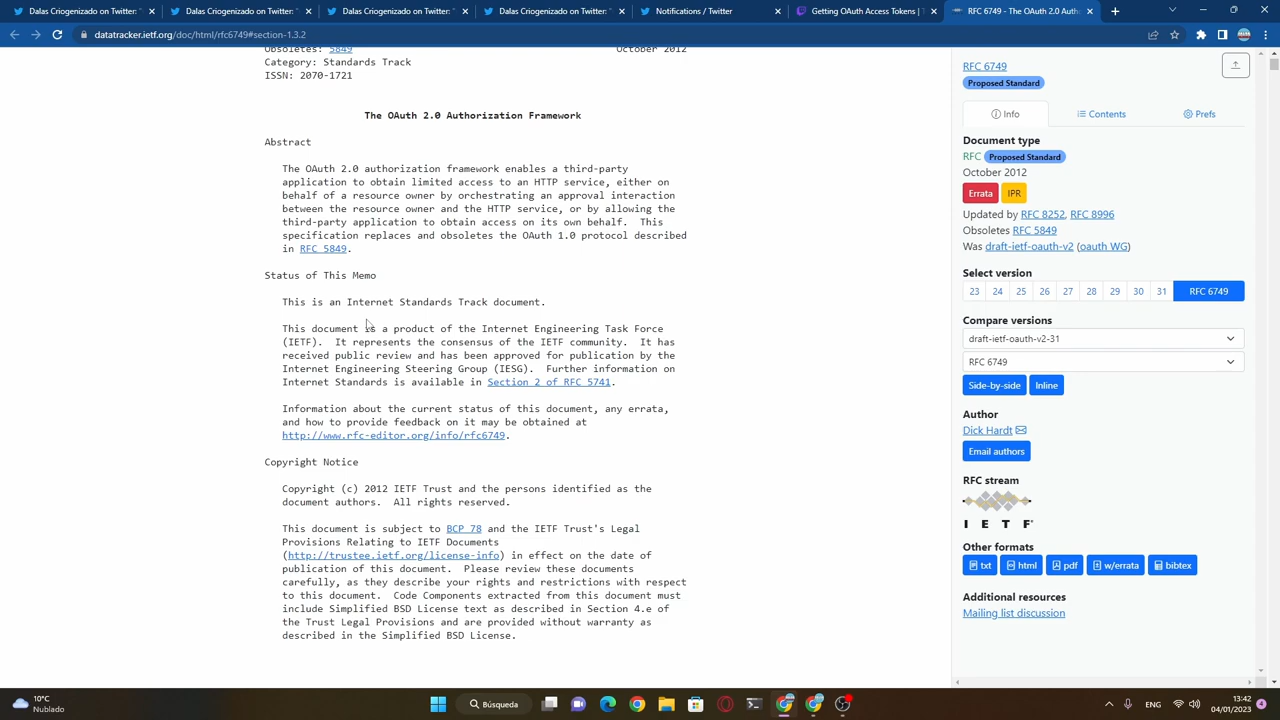 Dalas Criztian Trazado en Twitter:
Dalas Criztian Trazado en Twitter:
Dalas Criztian Trazado on Twitter:
Dalas Criztian Trazado on Twitter:
Notifications / Twitter
Getting OAuth Access Tokens |
RFC 6749 - The OAuth 2.0 Autho
datatracker.ietf.org/doc/html/rfc6749#section-1.3.2
Obsoletes: 5849 October 2012
Category: Standards Track
ISSN: 2070-1721
The OAuth 2.0 Authorization Framework
Abstract
The OAuth 2.0 authorization framework enables a third-party
application to obtain limited access to an HTTP service, either on
behalf of a resource owner by orchestrating an approval interaction
between the resource owner and the HTTP service, or by allowing the
third-party application to obtain access on its own behalf. This
specification replaces and obsoletes the OAuth 1.0 protocol described
in RFC 5849.
Status of This Memo
This is an Internet Standards Track document.
This document is a product of the Internet Engineering Task Force
(IETF). It represents the consensus of the IETF community. It has
received public review and has been approved for publication by the
Internet Engineering Steering Group (IESG). Further information on
Internet Standards is available in Section 2 of RFC 5741.
Information about the current status of this document, any errata,
and how to provide feedback on it may be obtained at
http://www.rfc-editor.org/info/rfc6749.
Copyright Notice
Copyright (c) 2012 IETF Trust and the persons identified as the
document authors. All rights reserved.
This document is subject to BCP 78 and the IETF Trust's Legal
Provisions Relating to IETF Documents
(http://trustee.ietf.org/license-info) in effect on the date of
publication of this document. Please review these documents
carefully, as they describe your rights and restrictions with respect
to this document. Code Components extracted from this document must
include Simplified BSD License text as described in Section 4.e of
the Trust Legal Provisions and are provided without warranty as
described in the Simplified BSD License.
RFC 6749
Proposed Standard
Info Contents Prefs
Document type
RFC Proposed Standard
October 2012
Errata IPR
Updated by RFC 8252, RFC 8996
Obsoletes RFC 5849
Was draft-ietf-oauth-v2 (oauth WG)
Select version
23 24 25 26 27 28 29 30 31 RFC 6749
Compare versions
draft-ietf-oauth-v2-31
RFC 6749
Side-by-side Inline
Author
Dick Hardt
Email authors
RFC stream
I E T F
Other formats
txt html pdf w/errata bibtex
Additional resources
Mailing list discussion
10°C
Nublado
Búsqueda
ENG
13:42
04/01/2023
4